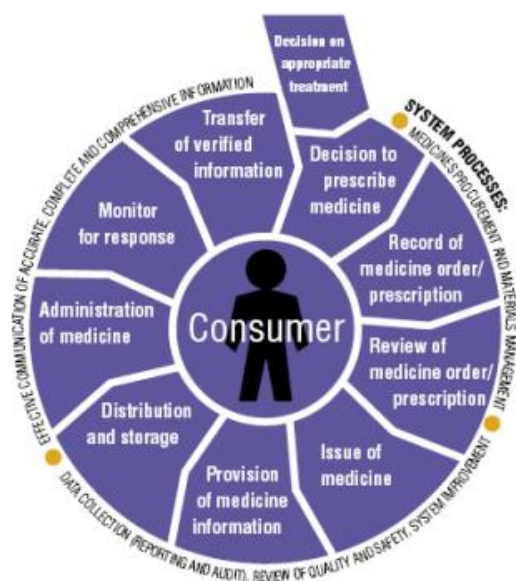 Decision on
appropriate
treatment
Decision to
prescribe
medicine
Record of
medicine order/
prescription
Review of
medicine order/
prescription
Issue of
medicine
Provision
of medicine
information
Distribution
and storage
Administration
of medicine
Monitor
for response
Transfer
of verified
information
Consumer
SYSTEM PROCESSES:
MEDICINES PROCUREMENT AND MATERIALS MANAGEMENT
DATA COLLECTION (REPORTING AND AUDIT), REVIEW OF QUALITY AND SAFETY, SYSTEM IMPROVEMENT
EFFECTIVE COMMUNICATION OF ACCURATE, COMPLETE AND COMPREHENSIVE INFORMATION